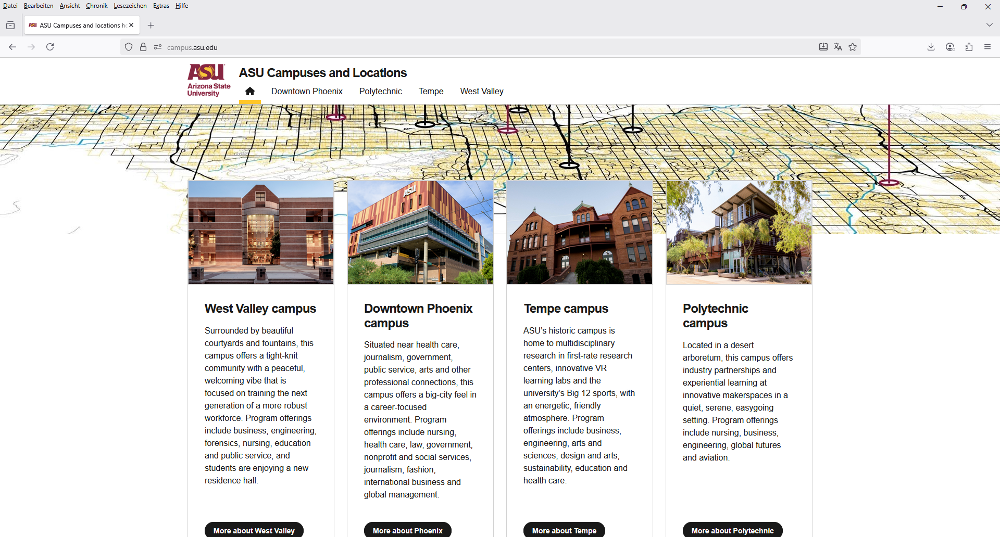 Datei Bearbeiten Ansicht Chronik Lesezeichen Extras Hilfe
ASU ASU Campuses and locations h
campus.asu.edu
ASU
Arizona State
University
ASU Campuses and Locations
Downtown Phoenix Polytechnic Tempe West Valley
ASU
West Valley campus
Surrounded by beautiful
courtyards and fountains, this
campus offers a tight-knit
community with a peaceful,
welcoming vibe that is
focused on training the next
generation of a more robust
workforce. Program offerings
include business, engineering,
forensics, nursing, education
and public service, and
students are enjoying a new
residence hall.
More about West Valley
Downtown Phoenix
campus
Situated near health care,
journalism, government,
public service, arts and other
professional connections, this
campus offers a big-city feel in
a career-focused
environment. Program
offerings include nursing,
health care, law, government,
nonprofit and social services,
journalism, fashion,
international business and
global management.
More about Phoenix
Tempe campus
ASU’s historic campus is
home to multidisciplinary
research in first-rate research
centers, innovative VR
learning labs and the
university’s Big 12 sports, with
an energetic, friendly
atmosphere. Program
offerings include business,
engineering, arts and
sciences, design and arts,
sustainability, education and
health care.
More about Tempe
Polytechnic
campus
Located in a desert
arboretum, this campus offers
industry partnerships and
experiential learning at
innovative makerspaces in a
quiet, serene, easygoing
setting. Program offerings
include nursing, business,
engineering, global futures
and aviation.
More about Polytechnic